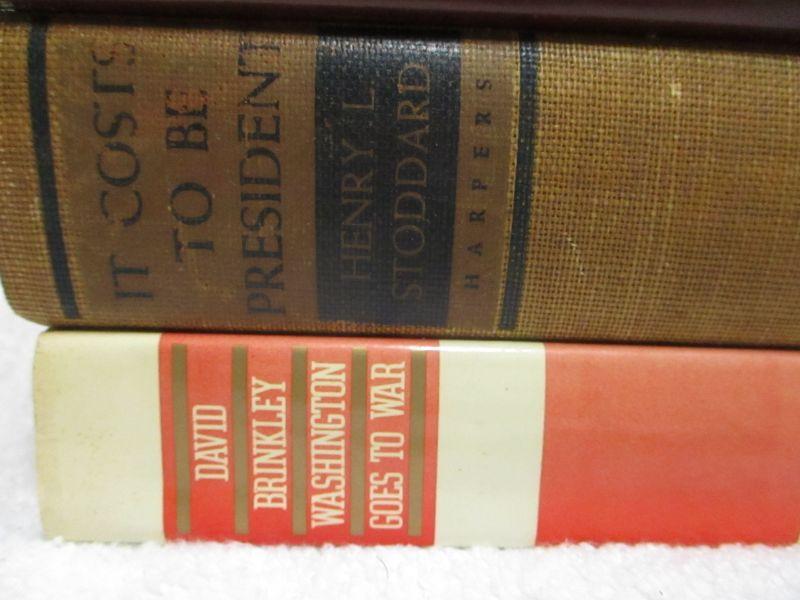 IT COSTS
TO BE
PRESIDENT
HENRY L.
STODDARD
HARPERS
DAVID
BRINKLEY
WASHINGTON
GOES TO WAR